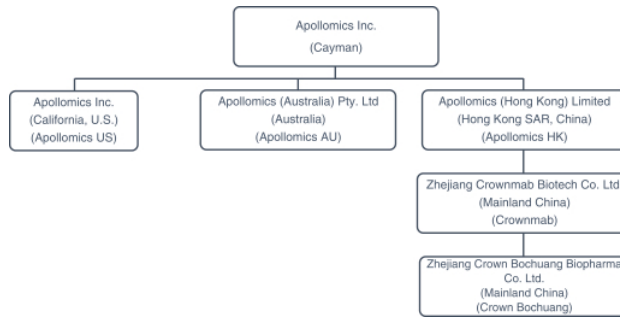 Apollomics Inc.
(Cayman)
Apollomics Inc.
(California, U.S.)
(Apollomics US)
Apollomics (Australia) Pty. Ltd
(Australia)
(Apollomics AU)
Apollomics (Hong Kong) Limited
(Hong Kong SAR, China)
(Apollomics HK)
Zhejiang Crownmab Biotech Co. Ltd
(Mainland China)
(Crownmab)
Zhejiang Crown Bochuang Biopharma
Co. Ltd.
(Mainland China)
(Crown Bochuang)